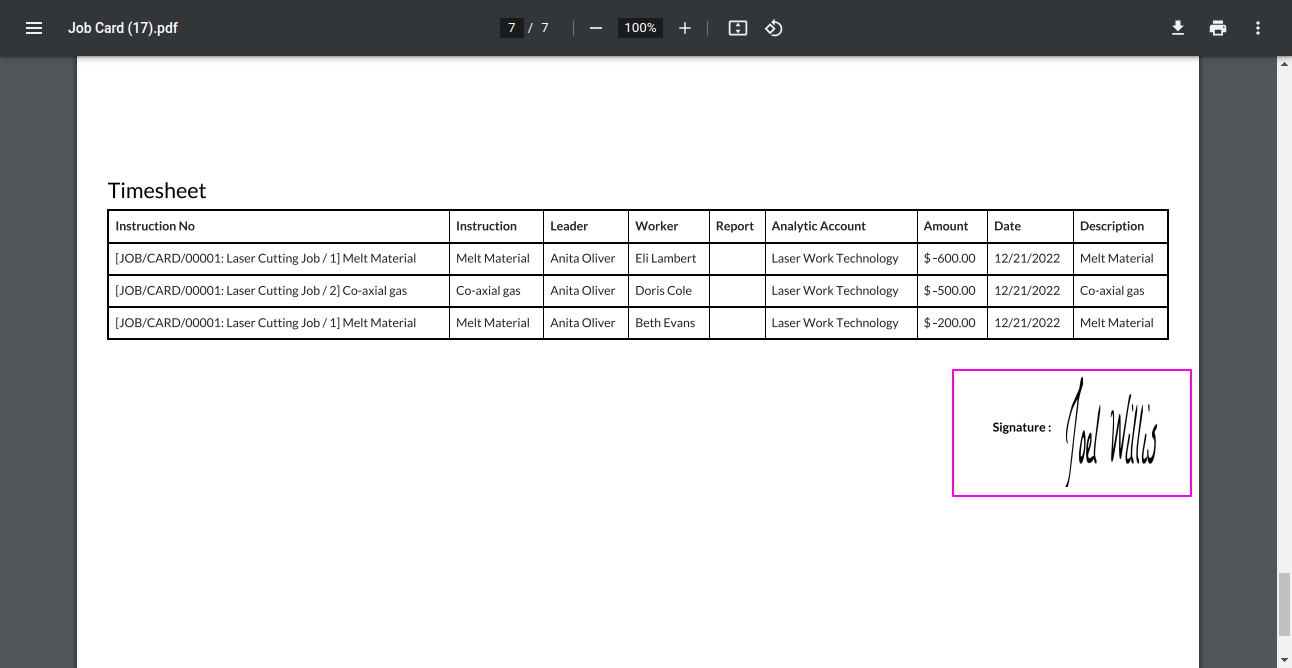 Job Card (17).pdf 7 / 7 100%
Timesheet
Instruction No Instruction Leader Worker Report Analytic Account Amount Date Description
[JOB/CARD/00001: Laser Cutting Job / 1] Melt Material Melt Material Anita Oliver Eli Lambert Laser Work Technology $ -600.00 12/21/2022 Melt Material
[JOB/CARD/00001: Laser Cutting Job / 2] Co-axial gas Co-axial gas Anita Oliver Doris Cole Laser Work Technology $ -500.00 12/21/2022 Co-axial gas
[JOB/CARD/00001: Laser Cutting Job / 1] Melt Material Melt Material Anita Oliver Beth Evans Laser Work Technology $ -200.00 12/21/2022 Melt Material
Signature : Joel Willis